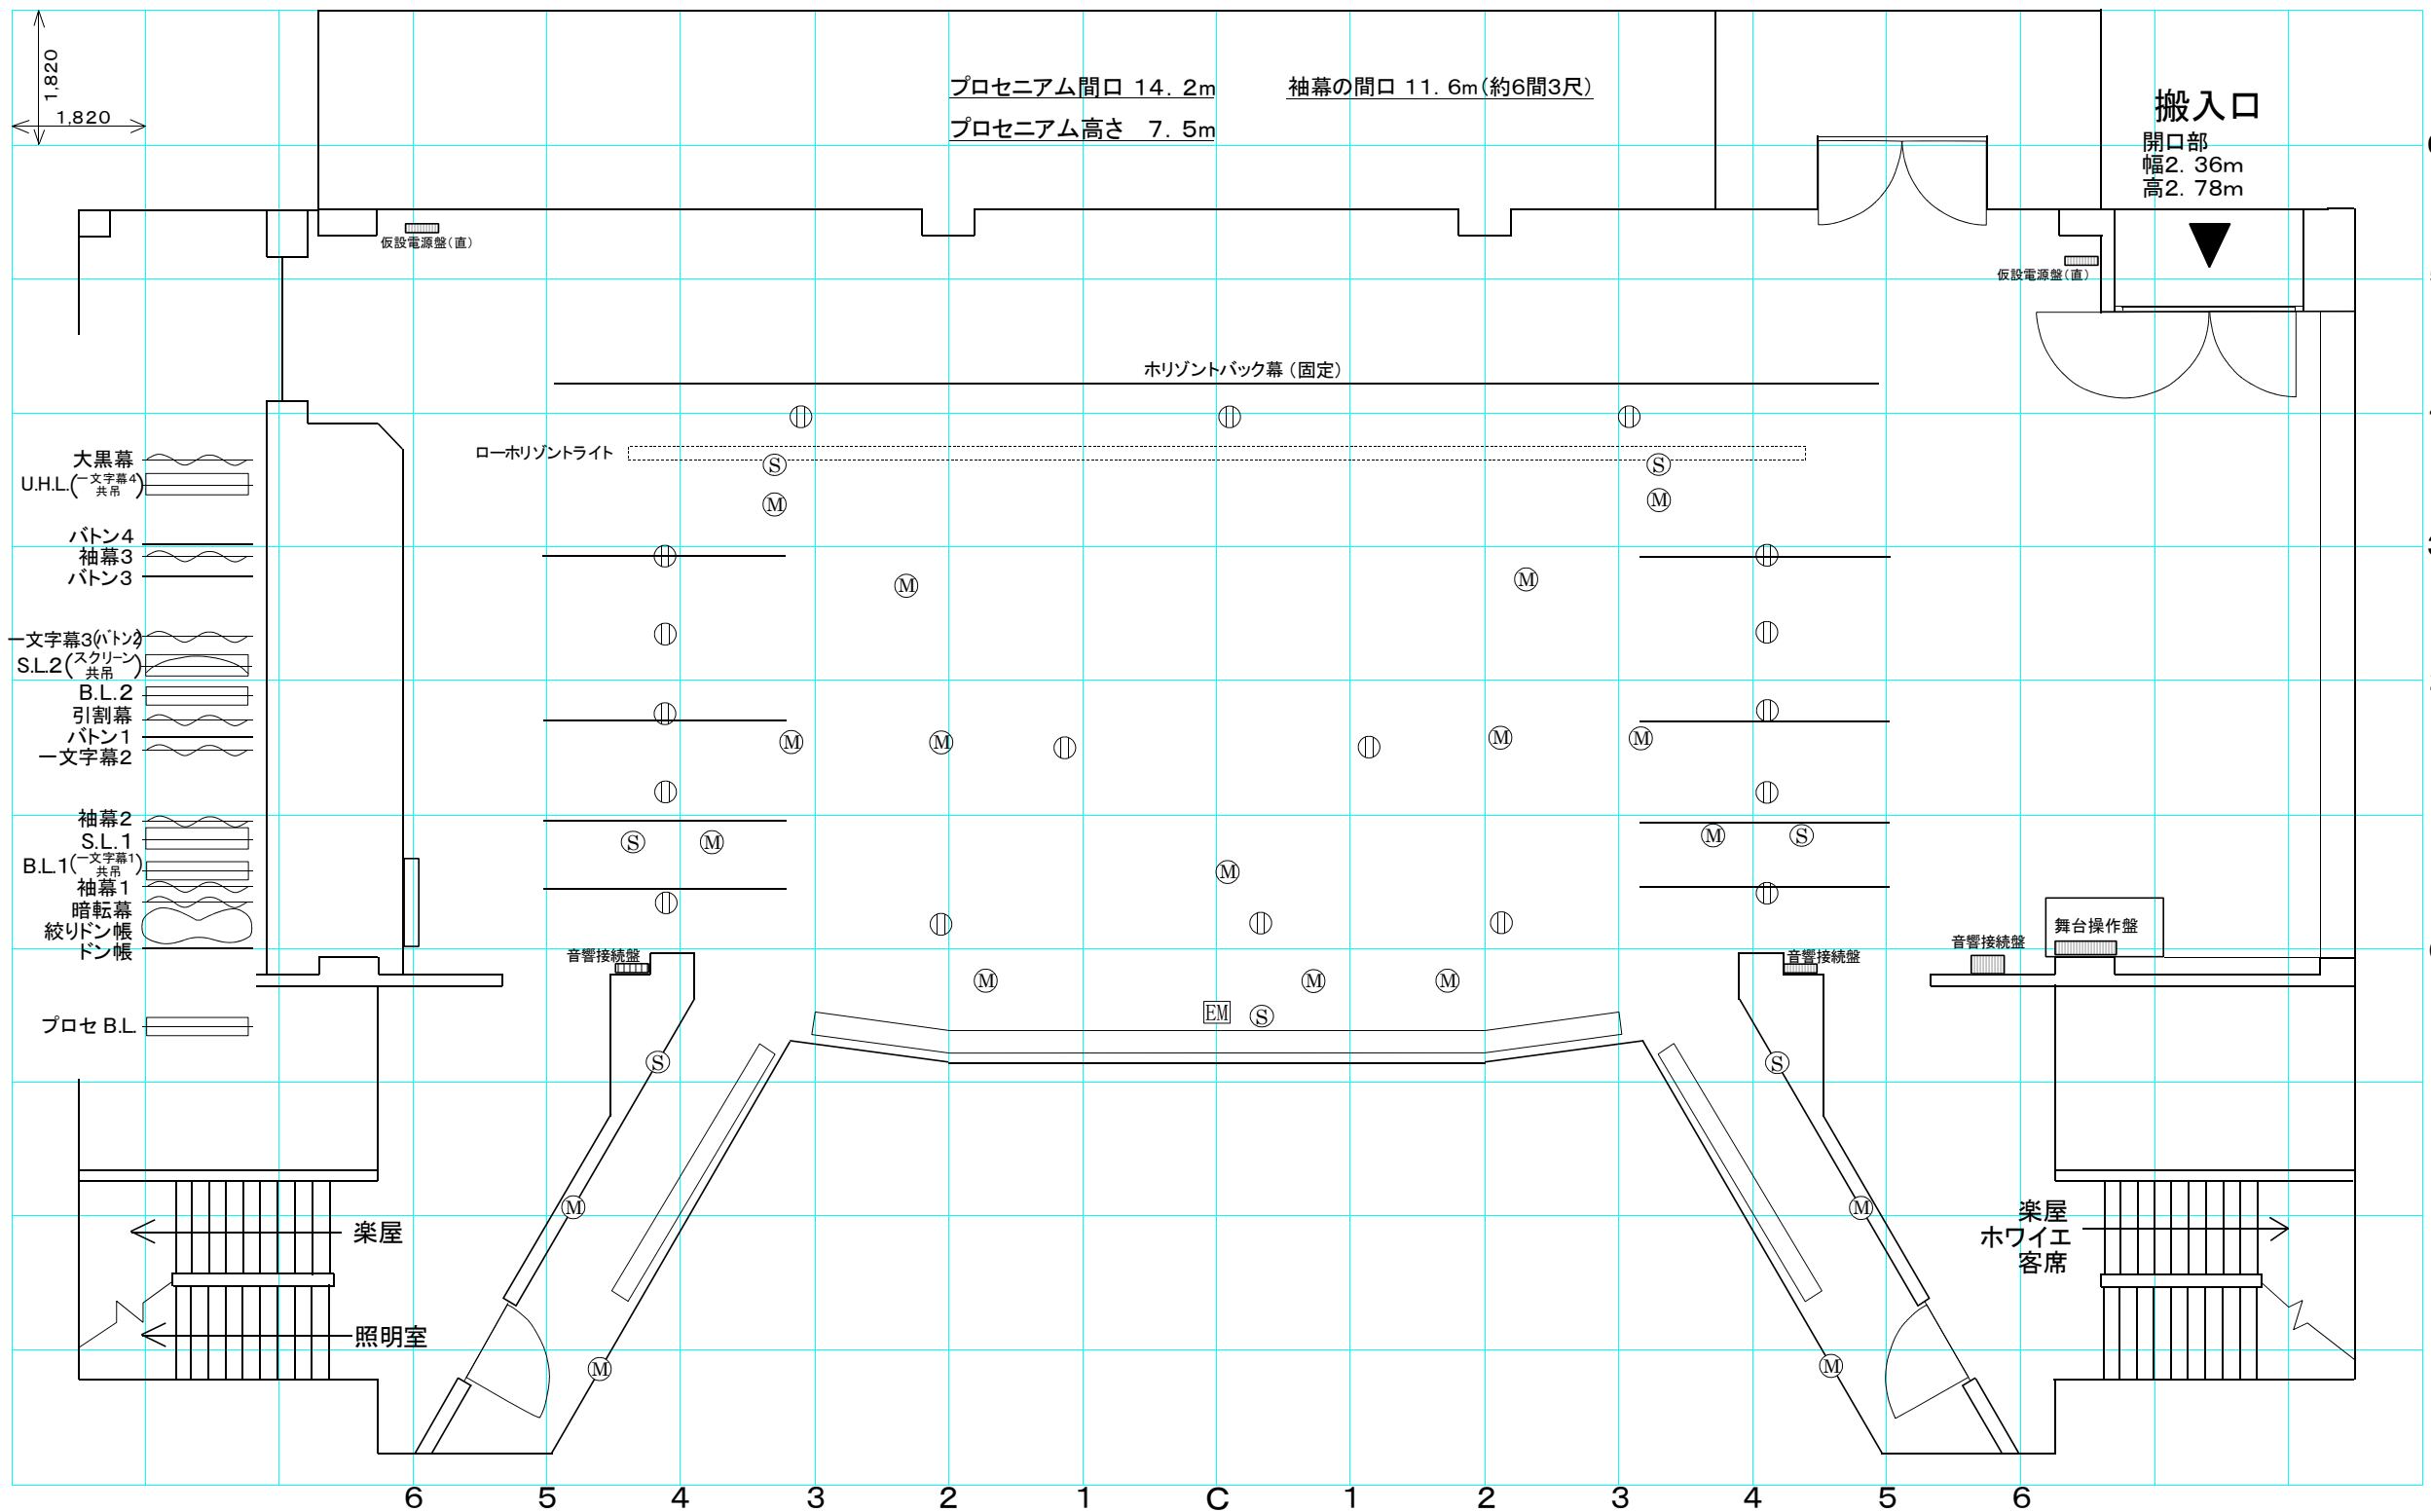 1,820
1,820
プロセニアム間口 14. 2m
袖幕の間口 11. 6m(約6間3尺)
プロセニアム高さ 7. 5m
搬入口
開口部
幅2. 36m
高2. 78m
仮設電源盤(直)
仮設電源盤(直)
ホリゾントバック幕 (固定)
ローホリゾントライト
S
S
M
M
大黒幕
U.H.L.(一文字幕4
共吊)
バトン4
袖幕3
バトン3
M
M
一文字幕3(バトン2)
S.L.2(スクリーン
共吊)
B.L.2
引割幕
バトン1
一文字幕2
M
M
M
M
袖幕2
S.L.1
B.L.1(一文字幕1
共吊)
袖幕1
暗転幕
絞りドン帳
ドン帳
S
M
M
S
M
舞台操作盤
音響接続盤
音響接続盤
音響接続盤
M
M
M
EM
S
プロセ B.L.
S
S
M
M
楽屋
楽屋
ホワイエ
客席
照明室
M
M
6
5
4
3
2
1
C
1
2
3
4
5
6